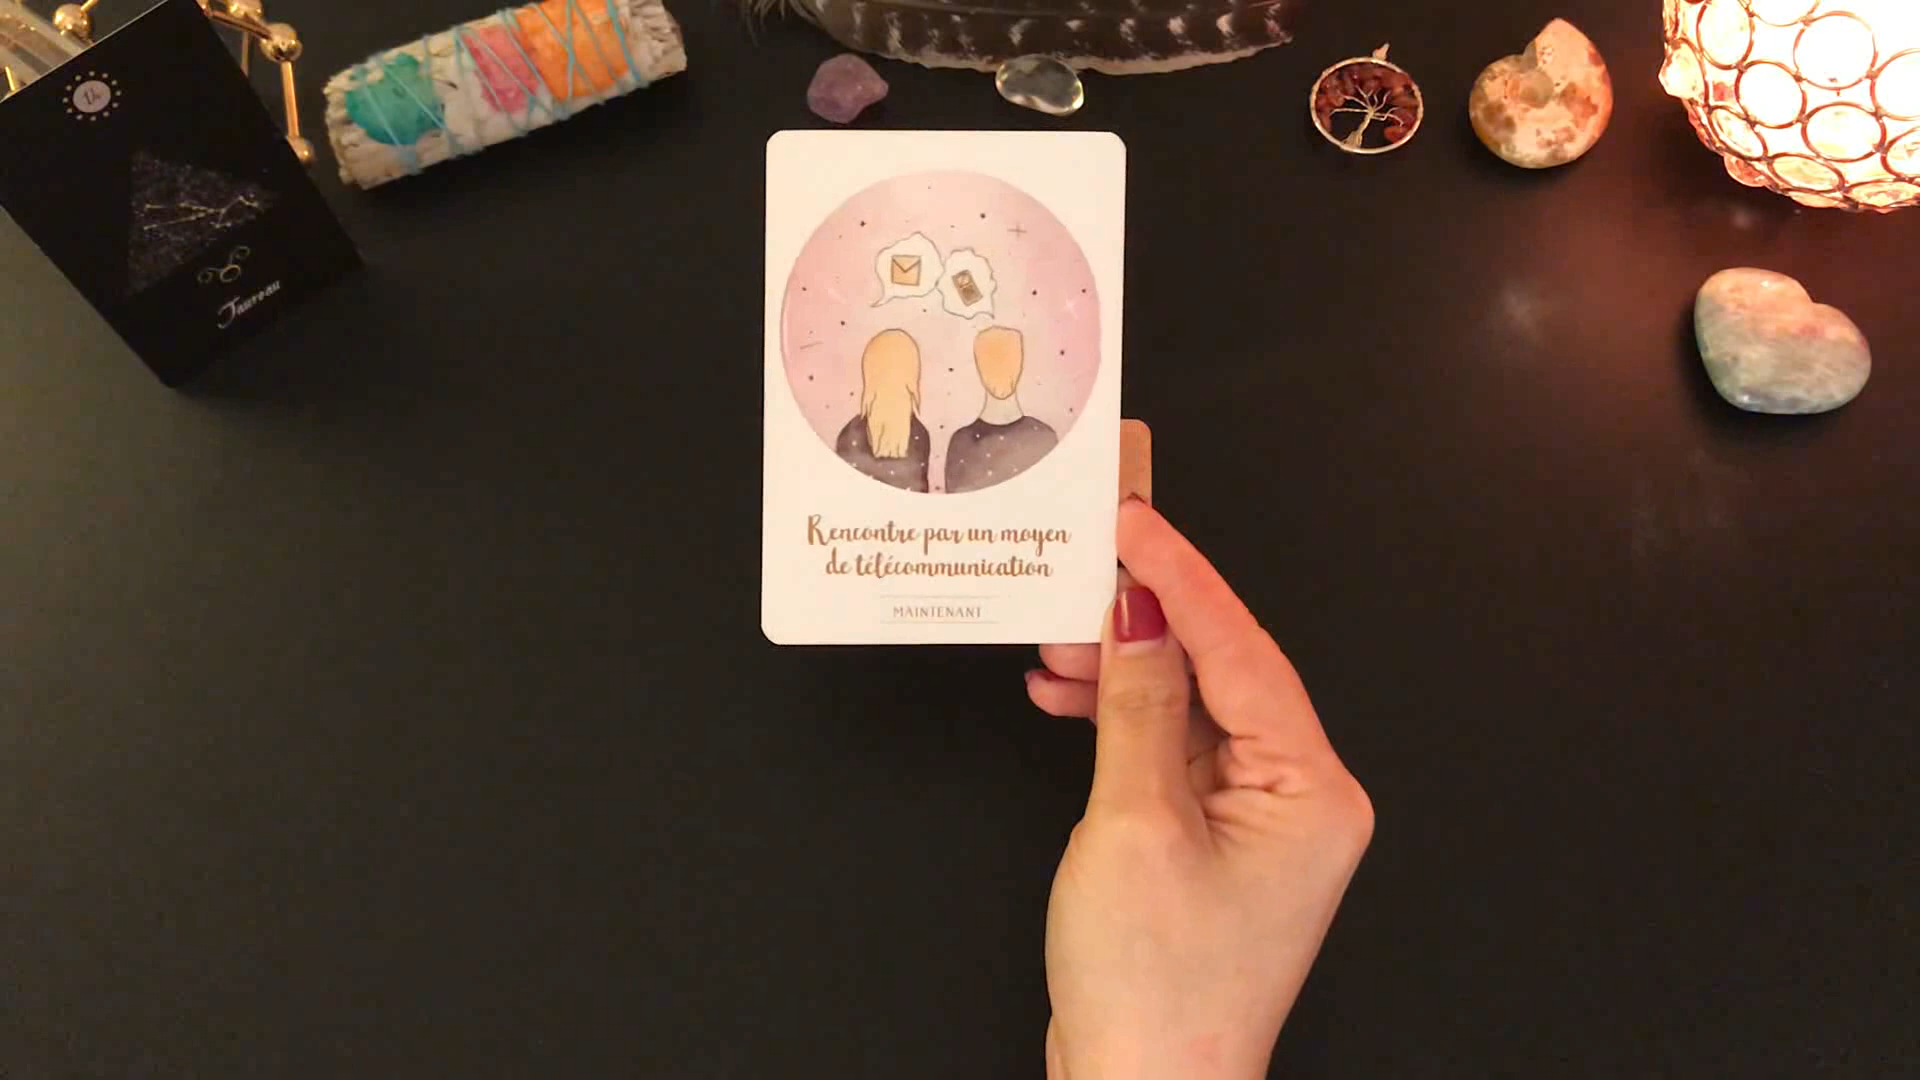 Taureau
Rencontre par un moyen
de télécommunication
MAINTENANT